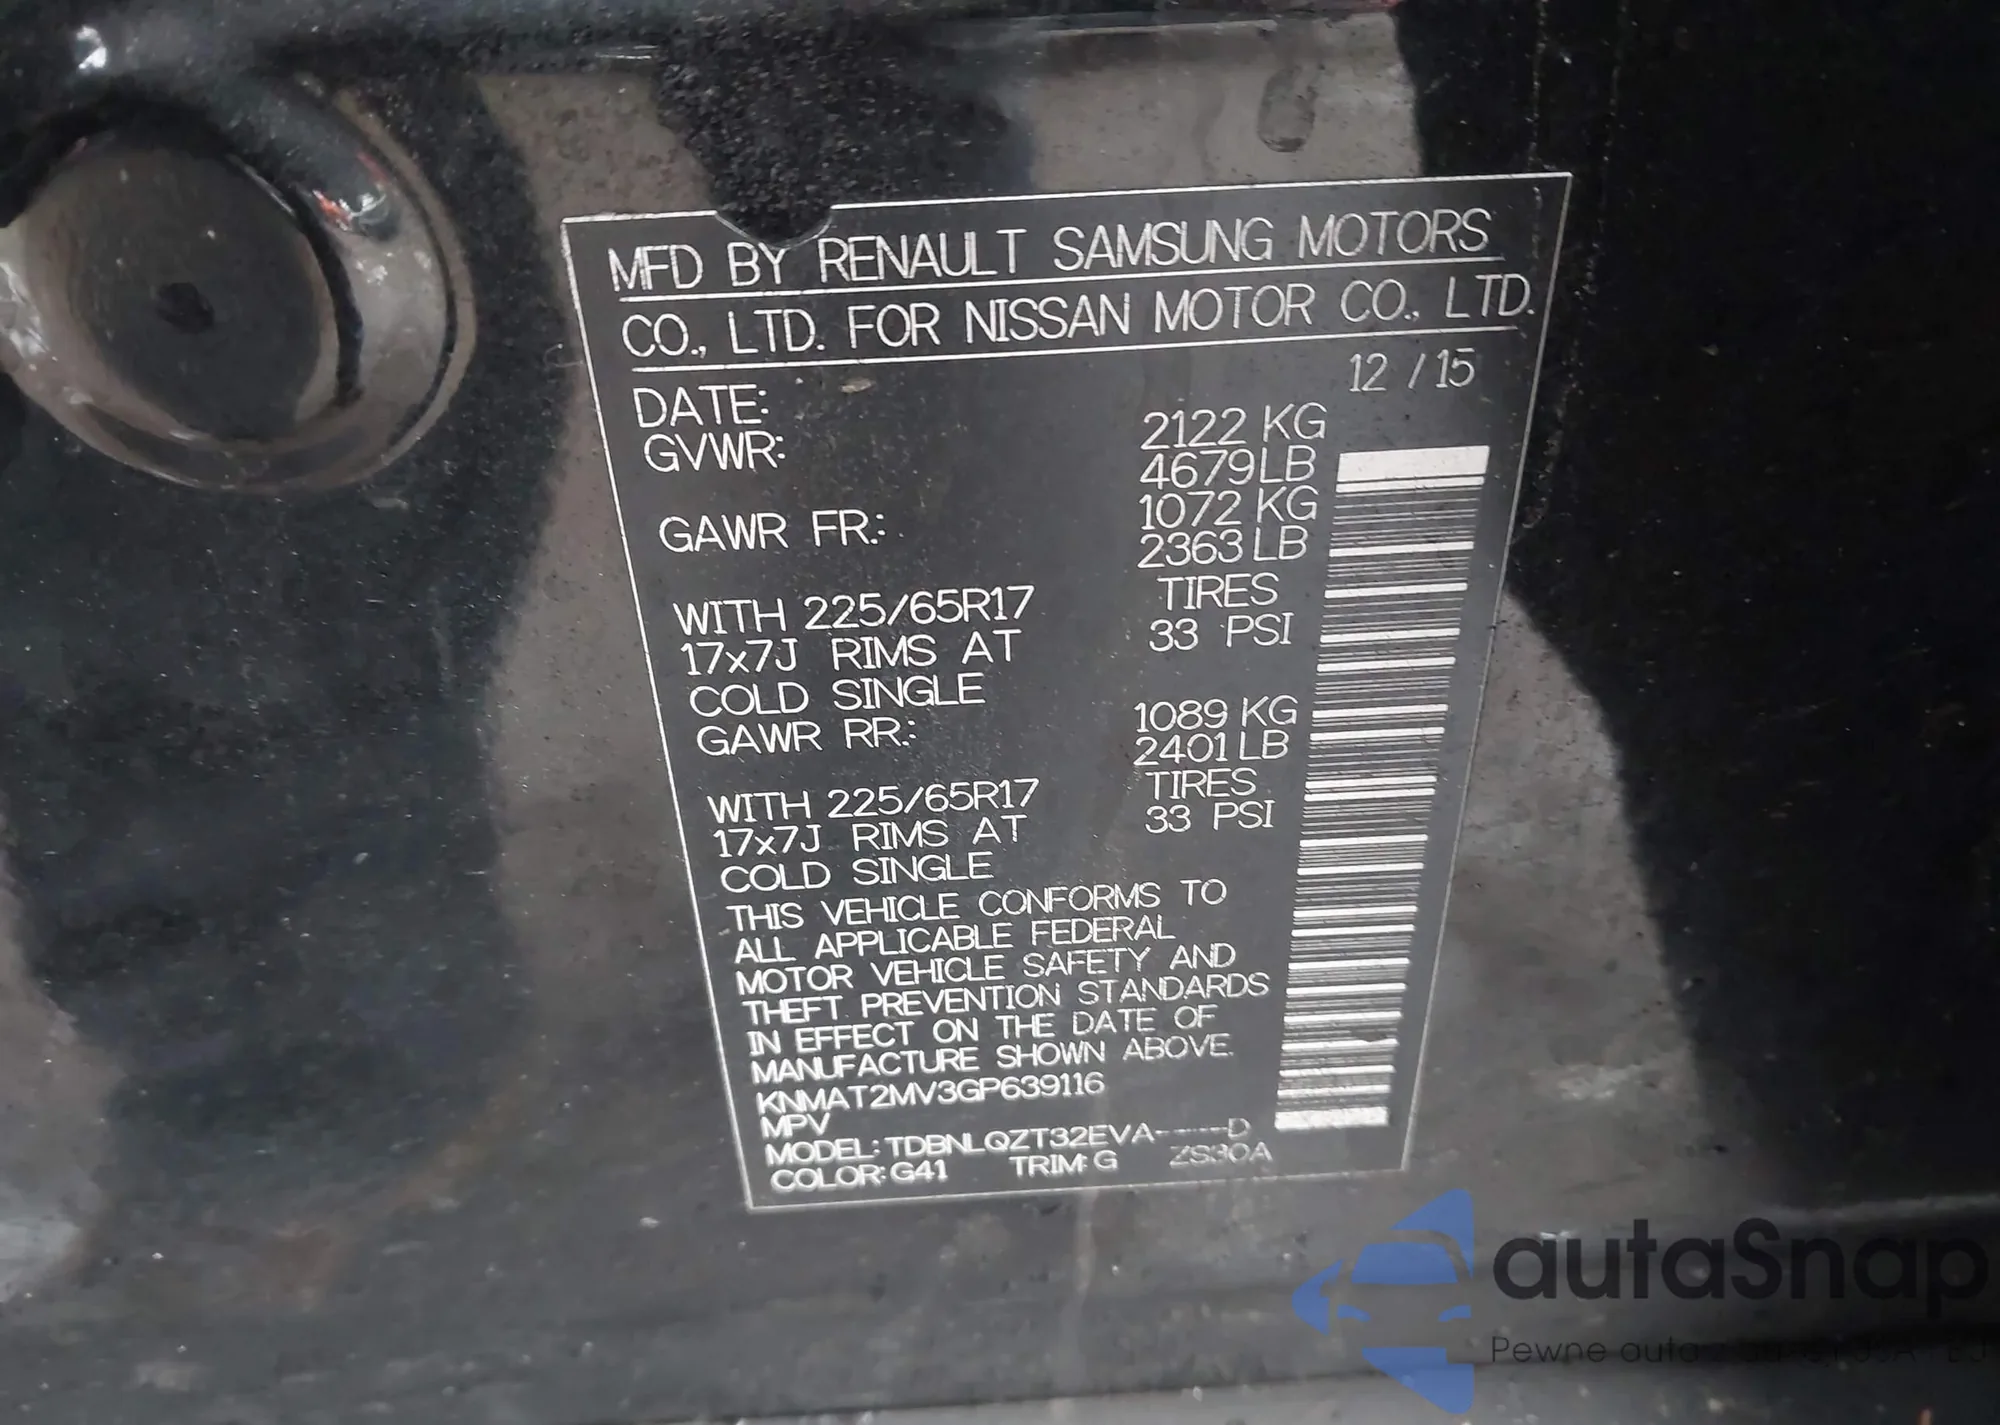 MFD BY RENAULT SAMSUNG MOTORS
CO., LTD. FOR NISSAN MOTOR CO., LTD.
DATE: 12 / 15
GVWR: 2122 KG
4679 LB
GAWR FR.: 1072 KG
2363 LB
WITH 225/65R17 TIRES
17x7J RIMS AT 33 PSI
COLD SINGLE
GAWR RR.: 1089 KG
2401 LB
WITH 225/65R17 TIRES
17x7J RIMS AT 33 PSI
COLD SINGLE
THIS VEHICLE CONFORMS TO
ALL APPLICABLE FEDERAL
MOTOR VEHICLE SAFETY AND
THEFT PREVENTION STANDARDS
IN EFFECT ON THE DATE OF
MANUFACTURE SHOWN ABOVE.
KNMAT2MV3GP639116
MPV
MODEL: TDBNLQZT32EVA-----D
COLOR: G41 TRIM: G ZS30A
autaSnap
Pewne auta